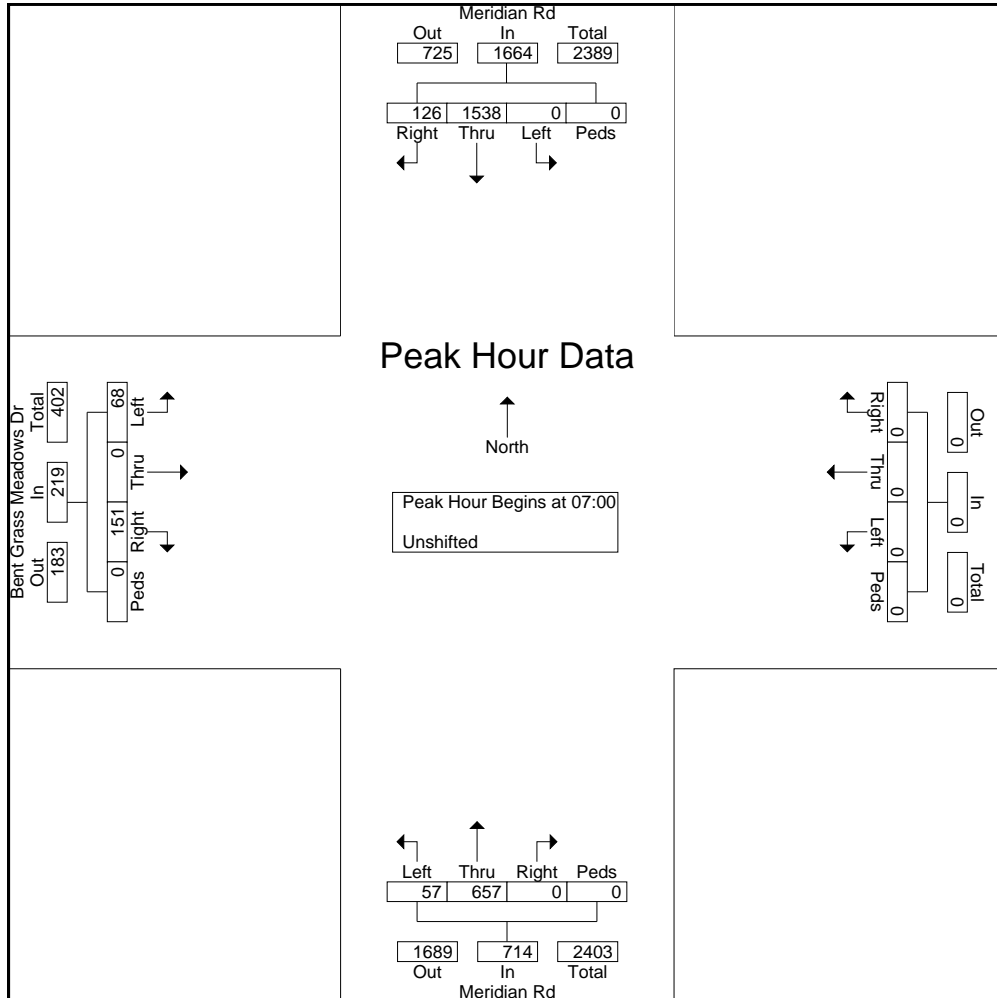 Meridian Rd
Out In Total
725 1664 2389
126 1538 0 0
Right Thru Left Peds
Peak Hour Data
North
Peak Hour Begins at 07:00
Unshifted
Bent Grass Meadows Dr
Total In Out
402 219 183
68 0 151 0
Left Thru Right Peds
Out In Total
0 0 0
0 0 0 0
Right Thru Left Peds
Left Thru Right Peds
57 657 0 0
1689 714 2403
Out In Total
Meridian Rd